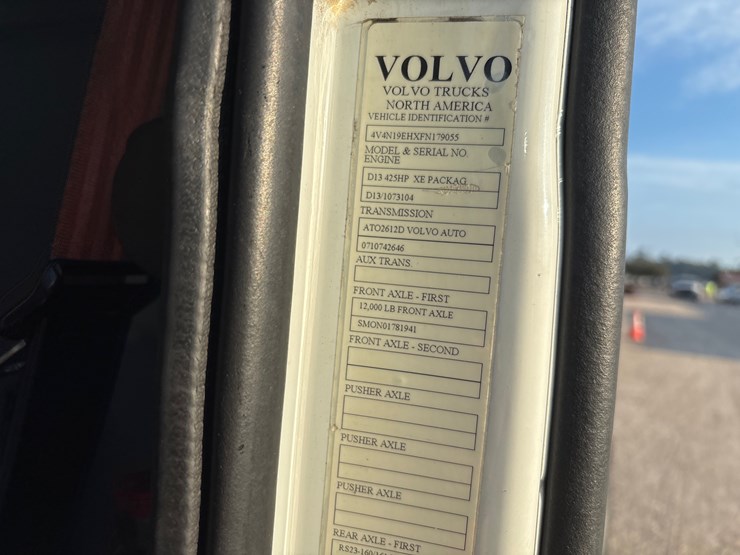 VOLVO
VOLVO TRUCKS
NORTH AMERICA
VEHICLE IDENTIFICATION #
4V4N19EHXFN179055
MODEL & SERIAL NO.
ENGINE
D13 425HP XE PACKAG
D13/1073104
TRANSMISSION
ATO2612D VOLVO AUTO
0710742646
AUX TRANS.
FRONT AXLE - FIRST
12,000 LB FRONT AXLE
SMON01781941
FRONT AXLE - SECOND
PUSHER AXLE
PUSHER AXLE
PUSHER AXLE
REAR AXLE - FIRST